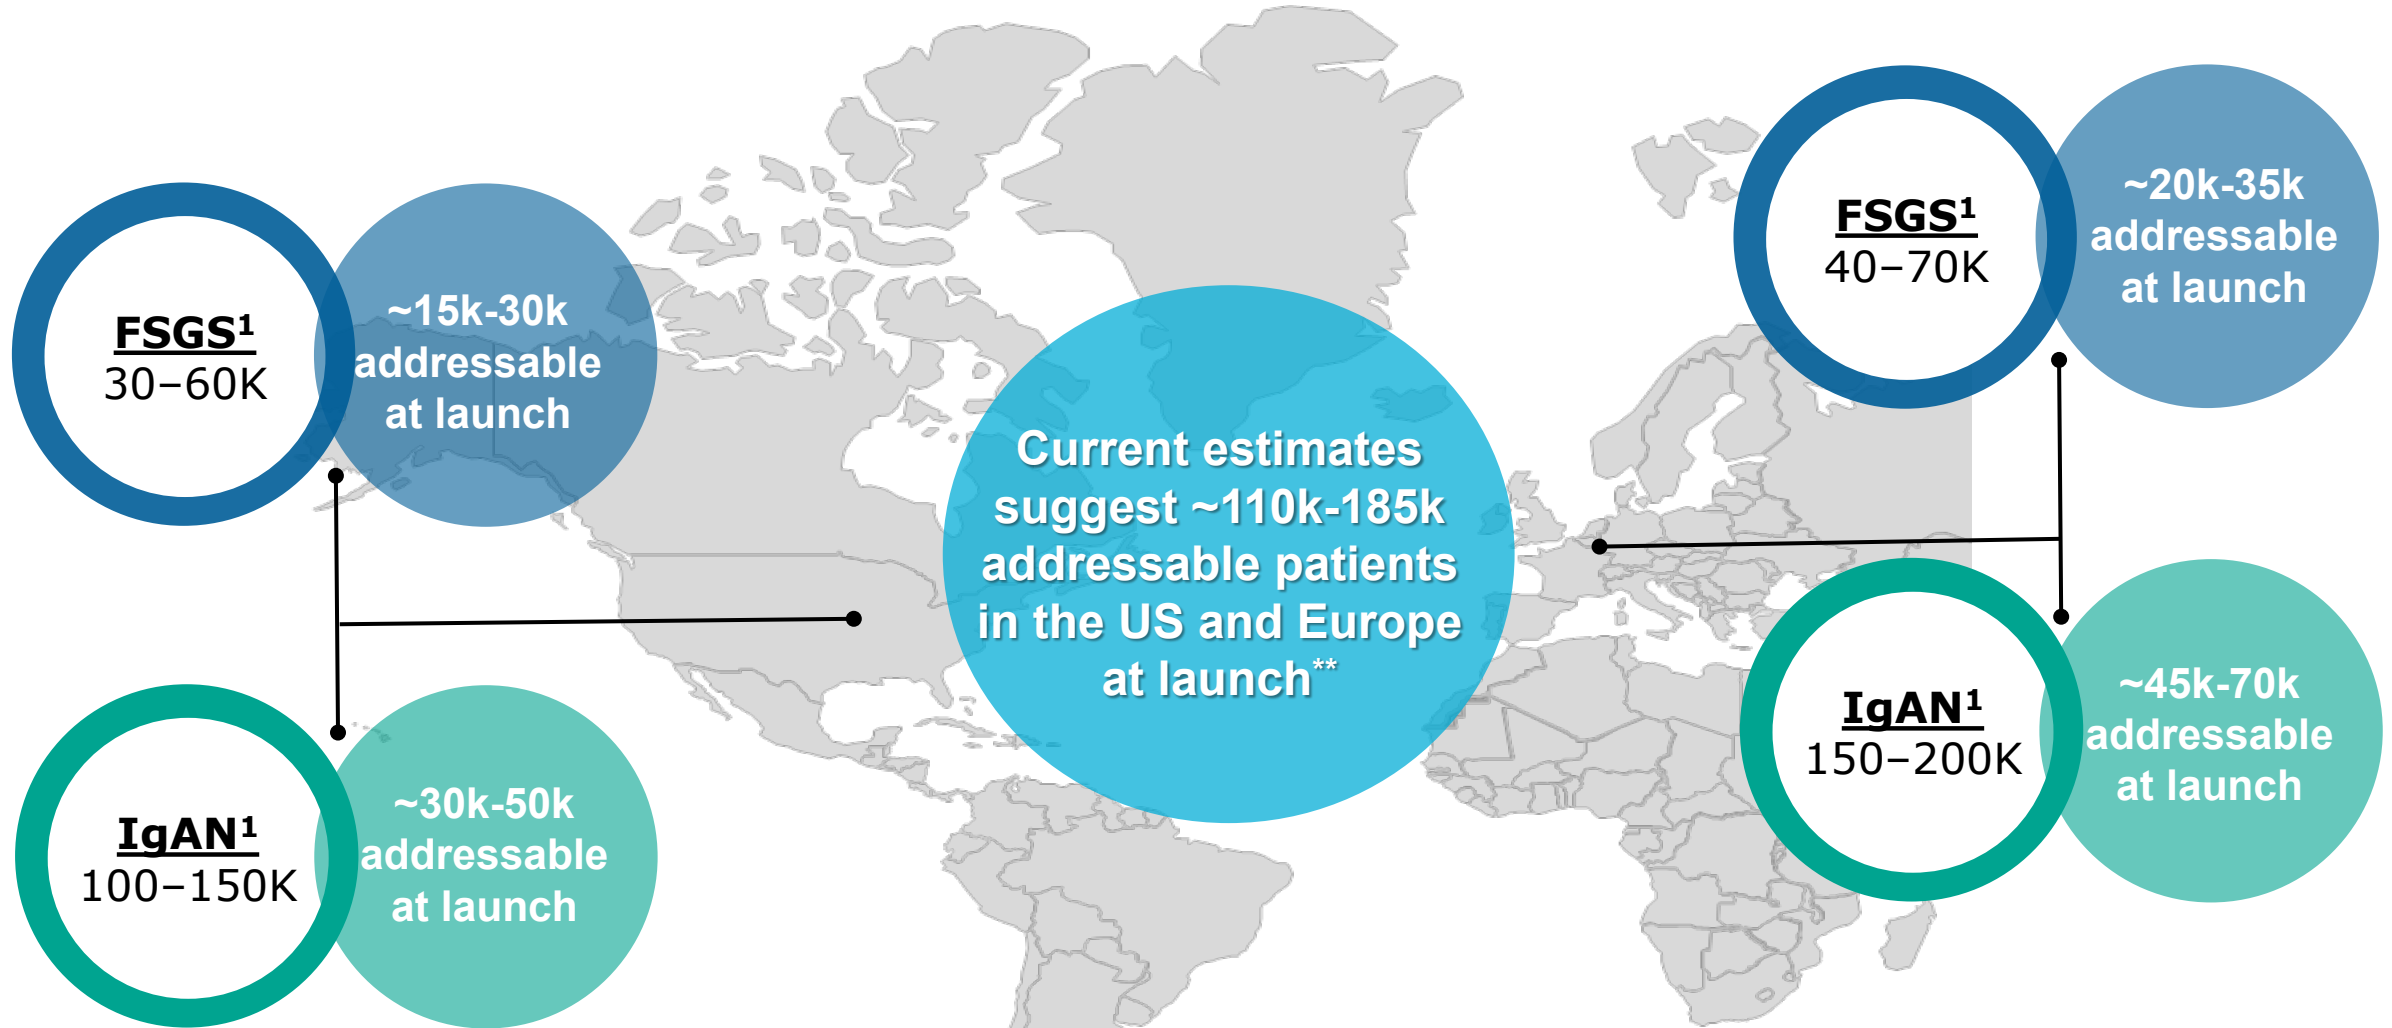 FSGS¹
30–60K
~15k-30k
addressable
at launch
IgAN¹
100–150K
~30k-50k
addressable
at launch
Current estimates
suggest ~110k-185k
addressable patients
in the US and Europe
at launch**
FSGS¹
40–70K
~20k-35k
addressable
at launch
IgAN¹
150–200K
~45k-70k
addressable
at launch